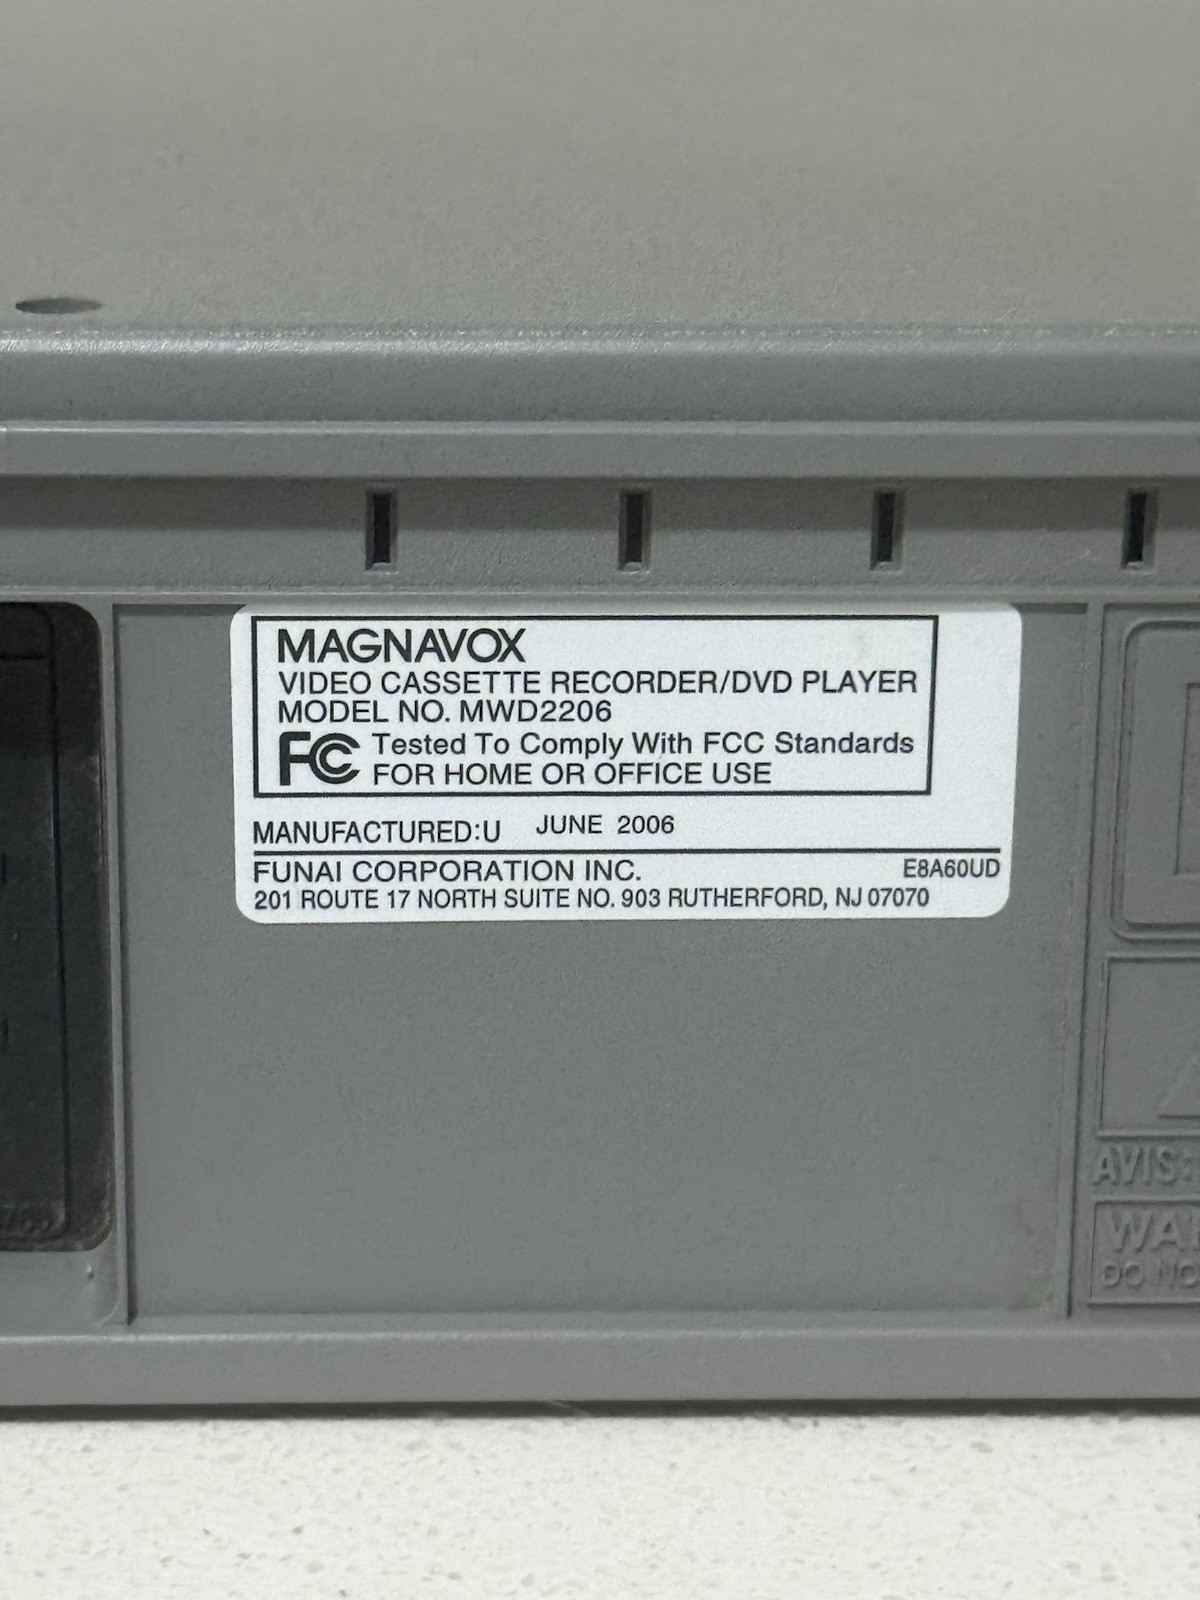 MAGNAVOX
VIDEO CASSETTE RECORDER/DVD PLAYER
MODEL NO. MWD2206
FC Tested To Comply With FCC Standards
FOR HOME OR OFFICE USE
MANUFACTURED:U JUNE 2006
FUNAI CORPORATION INC. E8A60UD
201 ROUTE 17 NORTH SUITE NO. 903 RUTHERFORD, NJ 07070
AVIS: